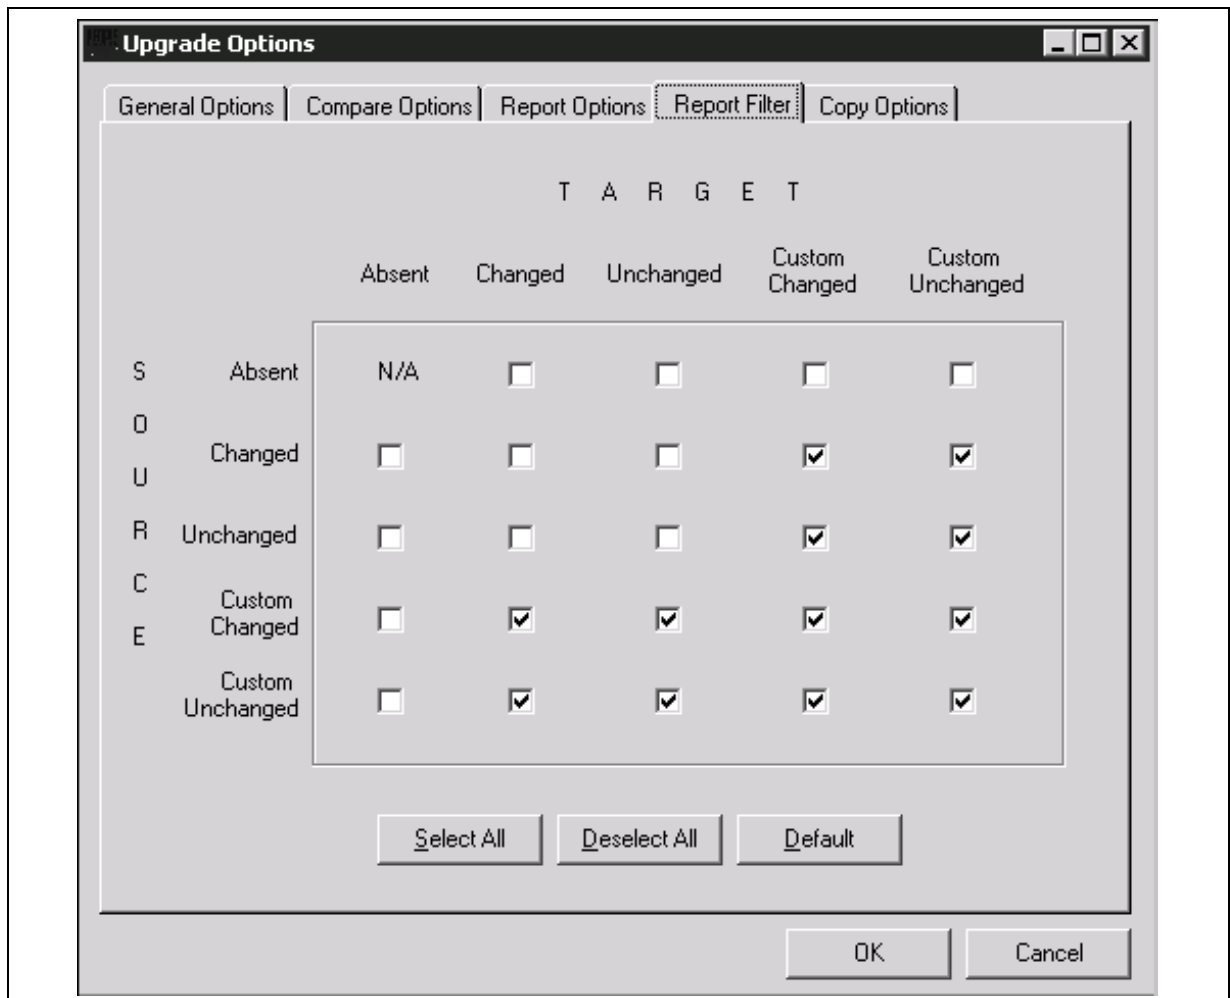 Upgrade Options
General Options Compare Options Report Options Report Filter Copy Options
T A R G E T
Absent Changed Unchanged Custom Changed Custom Unchanged
S O U R C E
Absent N/A
Changed
Unchanged
Custom Changed
Custom Unchanged
Select All Deselect All Default
OK Cancel